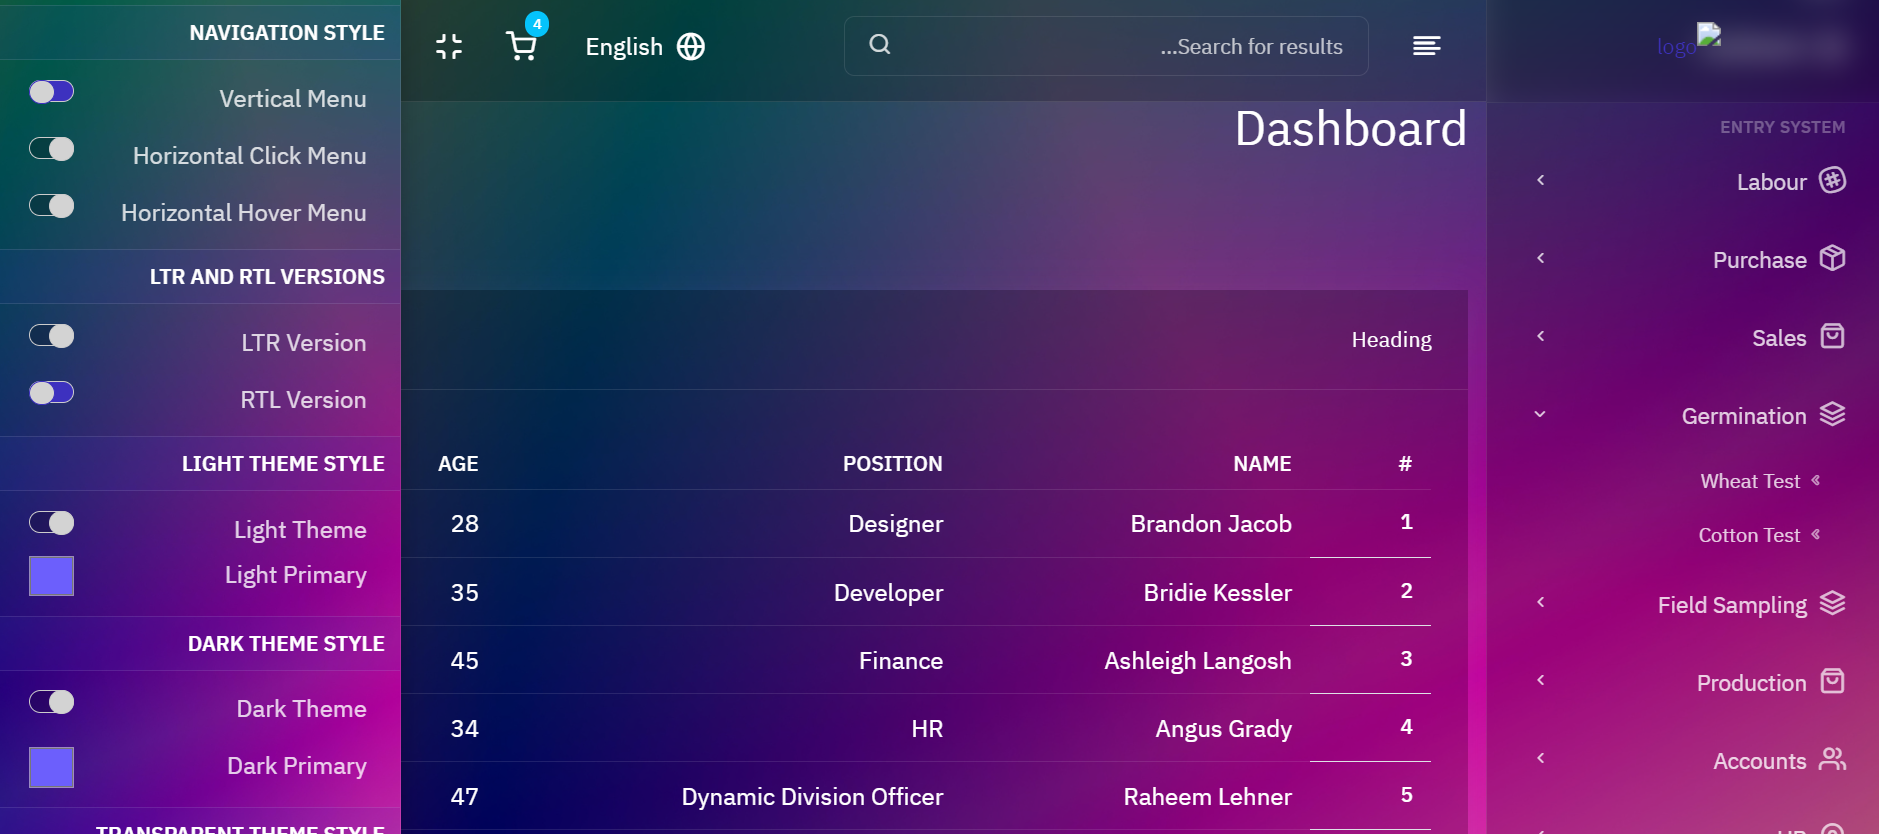 NAVIGATION STYLE
Vertical Menu
Horizontal Click Menu
Horizontal Hover Menu
LTR AND RTL VERSIONS
LTR Version
RTL Version
LIGHT THEME STYLE
Light Theme
Light Primary
DARK THEME STYLE
Dark Theme
Dark Primary
TRANSPARENT THEME STYLE
4
English
...Search for results
logo
Dashboard
Heading
# NAME POSITION AGE
1 Brandon Jacob Designer 28
2 Bridie Kessler Developer 35
3 Ashleigh Langosh Finance 45
4 Angus Grady HR 34
5 Raheem Lehner Dynamic Division Officer 47
ENTRY SYSTEM
Labour
Purchase
Sales
Germination
Wheat Test
Cotton Test
Field Sampling
Production
Accounts
HR